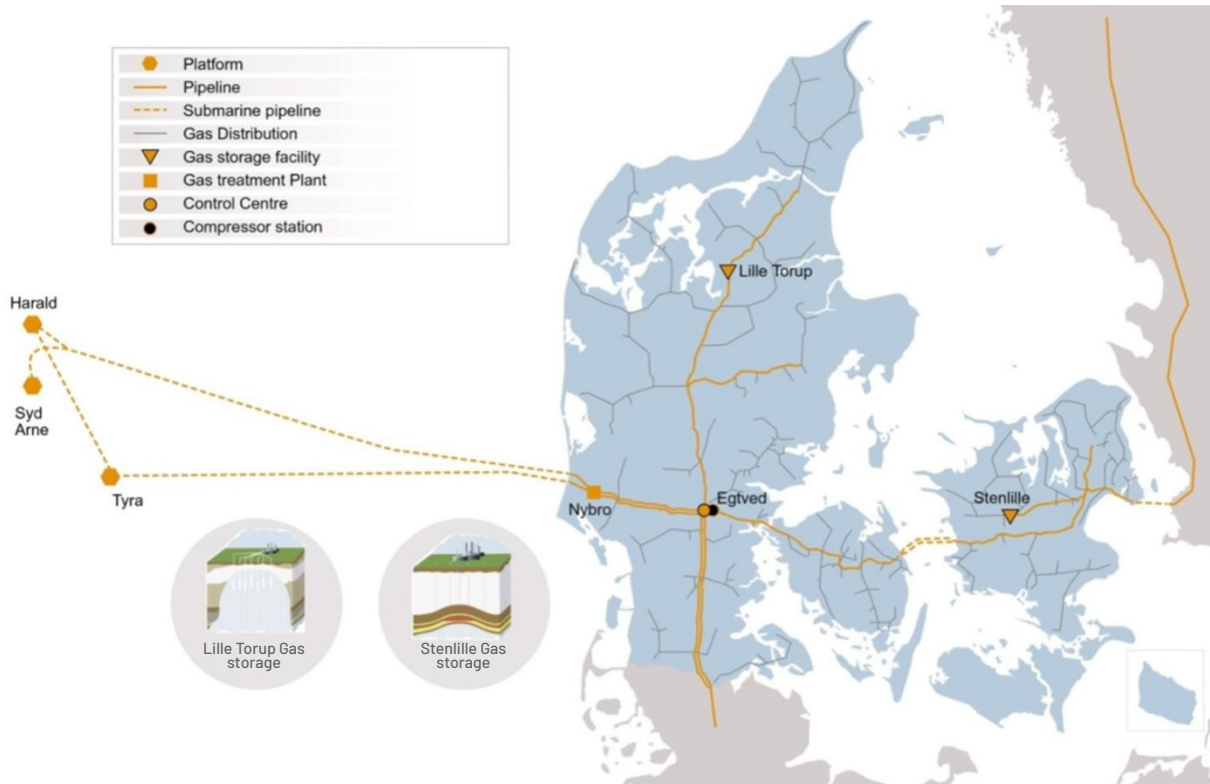 Platform
Pipeline
Submarine pipeline
Gas Distribution
Gas storage facility
Gas treatment Plant
Control Centre
Compressor station
Harald
Syd
Arne
Tyra
Nybro
Egtved
Lille Torup
Stenlille
Lille Torup Gas
storage
Stenlille Gas
storage